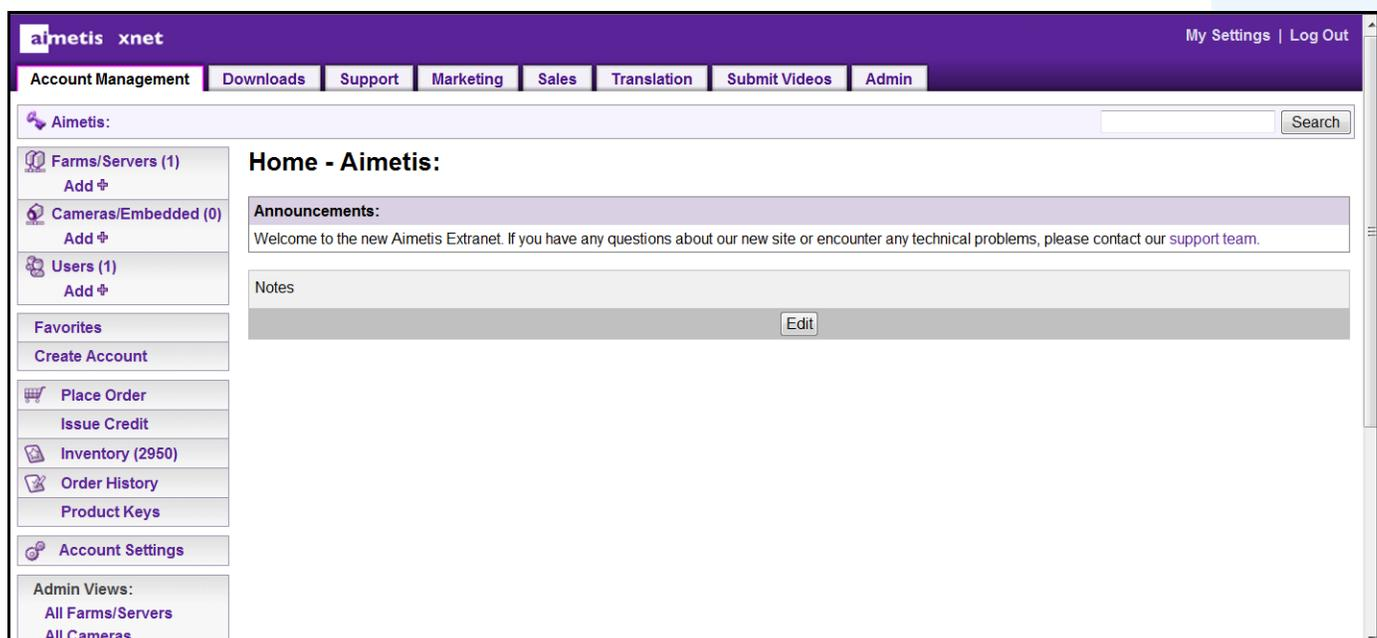 aimetis xnet
My Settings | Log Out
Account Management
Downloads
Support
Marketing
Sales
Translation
Submit Videos
Admin
Aimetis:
Search
Farms/Servers (1)
Add
Cameras/Embedded (0)
Add
Users (1)
Add
Favorites
Create Account
Place Order
Issue Credit
Inventory (2950)
Order History
Product Keys
Account Settings
Admin Views:
All Farms/Servers
All Cameras
Home - Aimetis:
Announcements:
Welcome to the new Aimetis Extranet. If you have any questions about our new site or encounter any technical problems, please contact our support team.
Notes
Edit